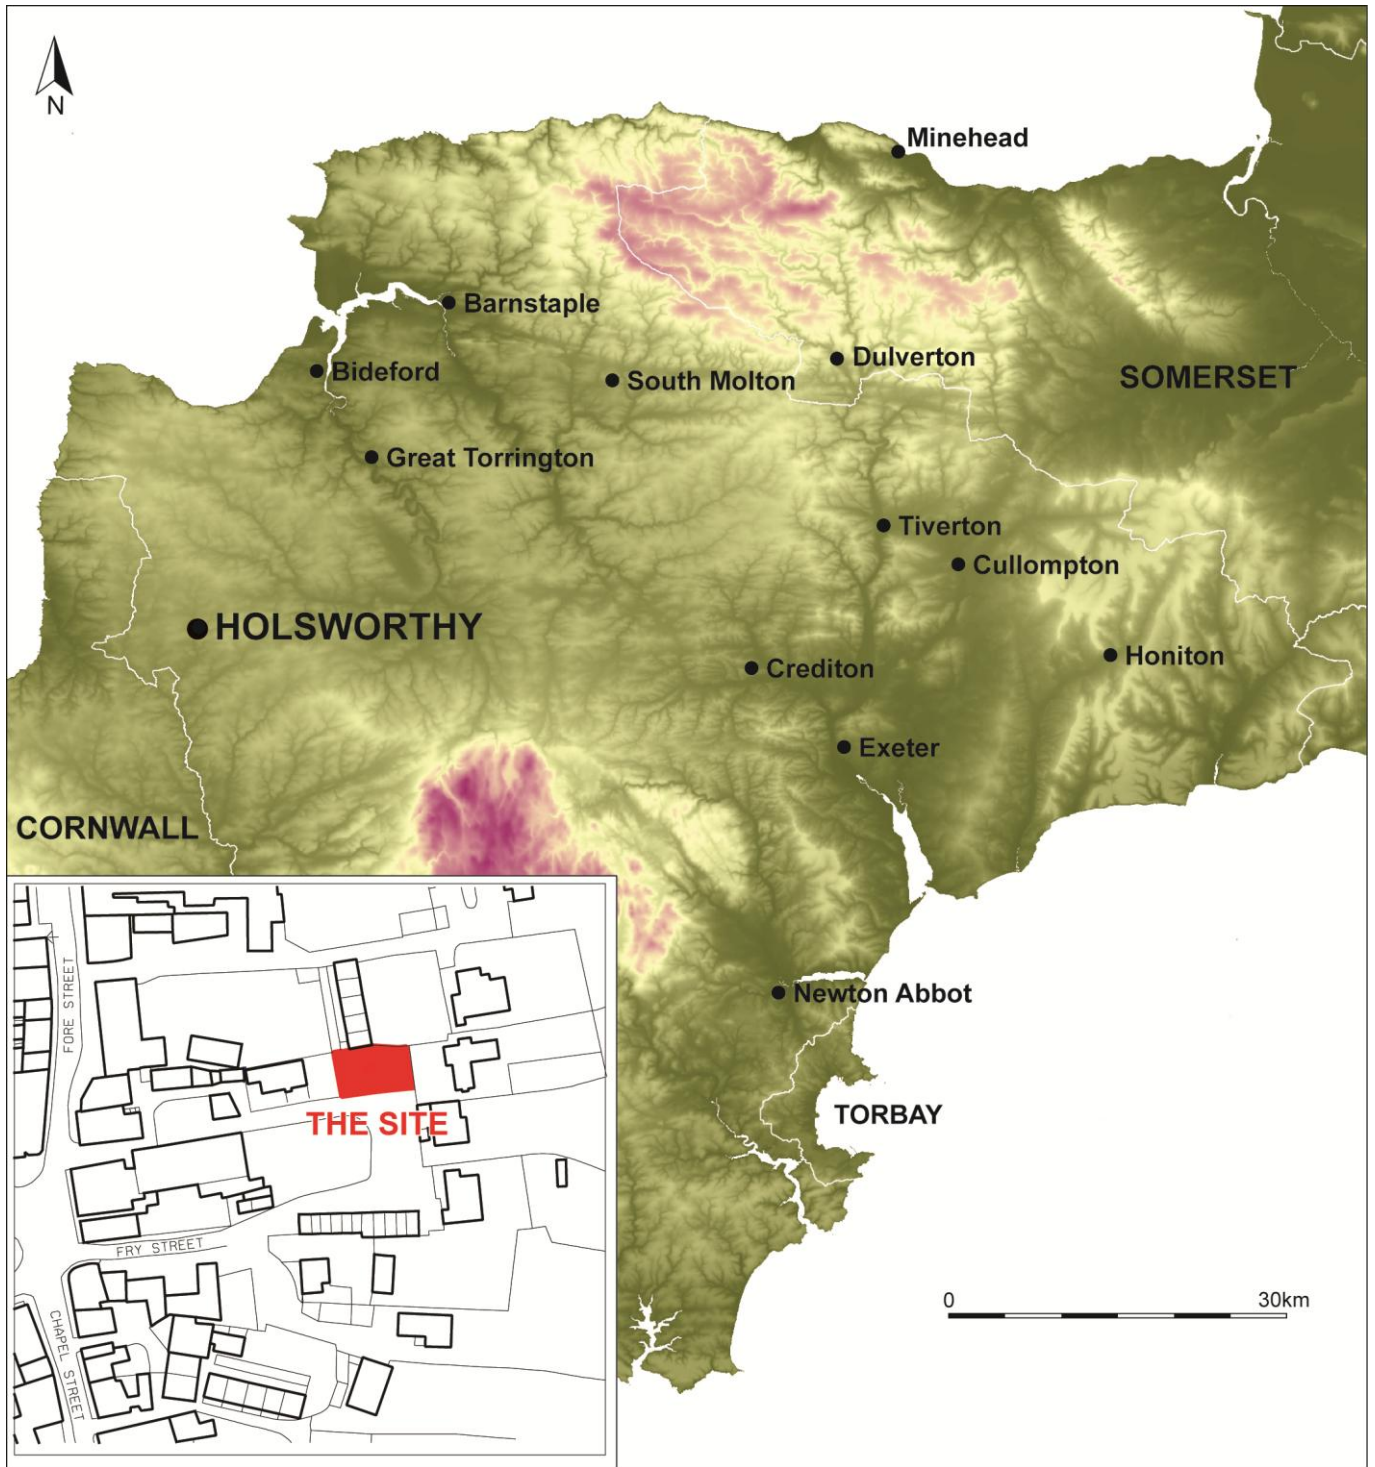 N
Minehead
Barnstaple
Dulverton
Bideford
South Molton
SOMERSET
Great Torrington
Tiverton
Cullompton
HOLSWORTHY
Honiton
Crediton
Exeter
CORNWALL
Newton Abbot
TORBAY
0 30km
FORE STREET
THE SITE
FRY STREET
CHAPEL STREET